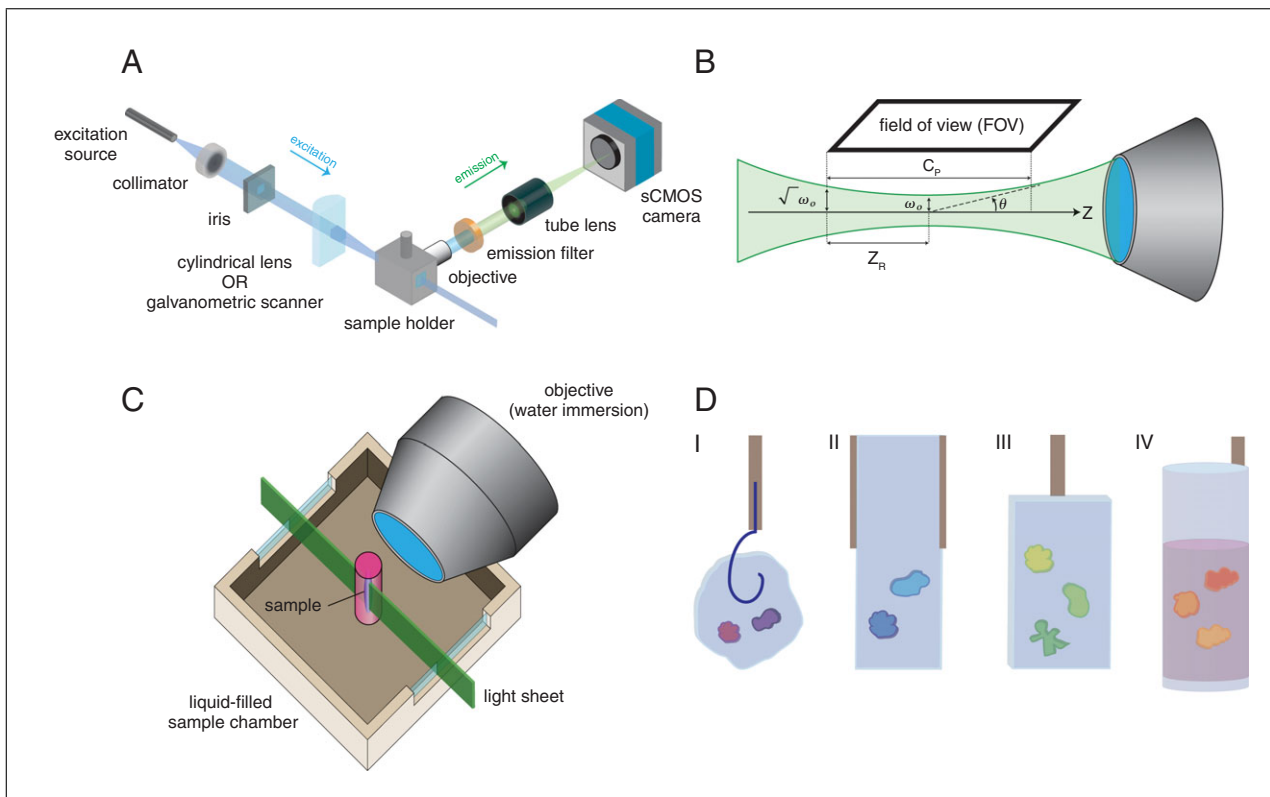 A
excitation
source
collimator
iris
cylindrical lens
OR
galvanometric scanner
excitation
emission
sample holder
objective
emission filter
tube lens
sCMOS
camera
B
field of view (FOV)
C_P
√ω_o
ω_o
θ
Z
Z_R
C
objective
(water immersion)
sample
light sheet
liquid-filled
sample chamber
D
I
II
III
IV